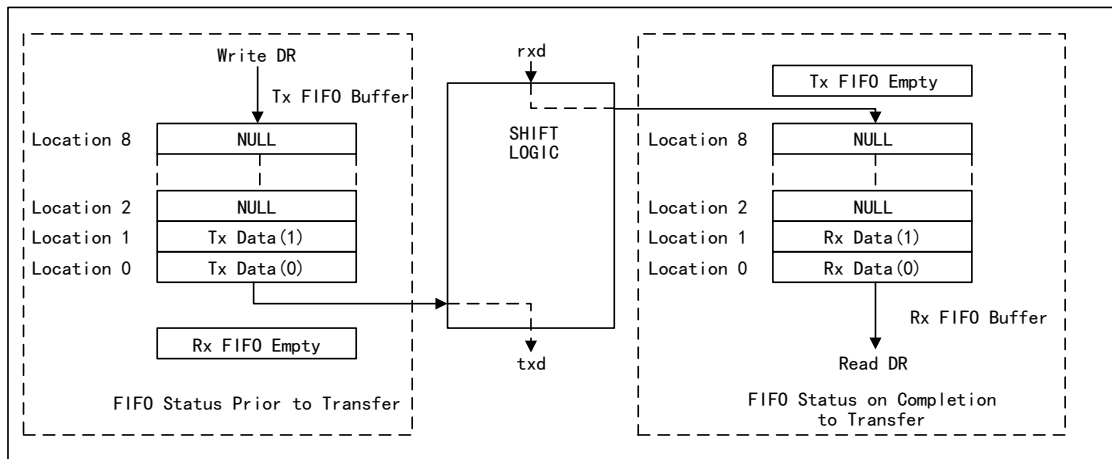 Write DR
Tx FIFO Buffer
Location 8
NULL
Location 2
NULL
Location 1
Tx Data(1)
Location 0
Tx Data(0)
Rx FIFO Empty
FIFO Status Prior to Transfer
rxd
SHIFT
LOGIC
txd
Tx FIFO Empty
Location 8
NULL
Location 2
NULL
Location 1
Rx Data(1)
Location 0
Rx Data(0)
Rx FIFO Buffer
Read DR
FIFO Status on Completion
to Transfer